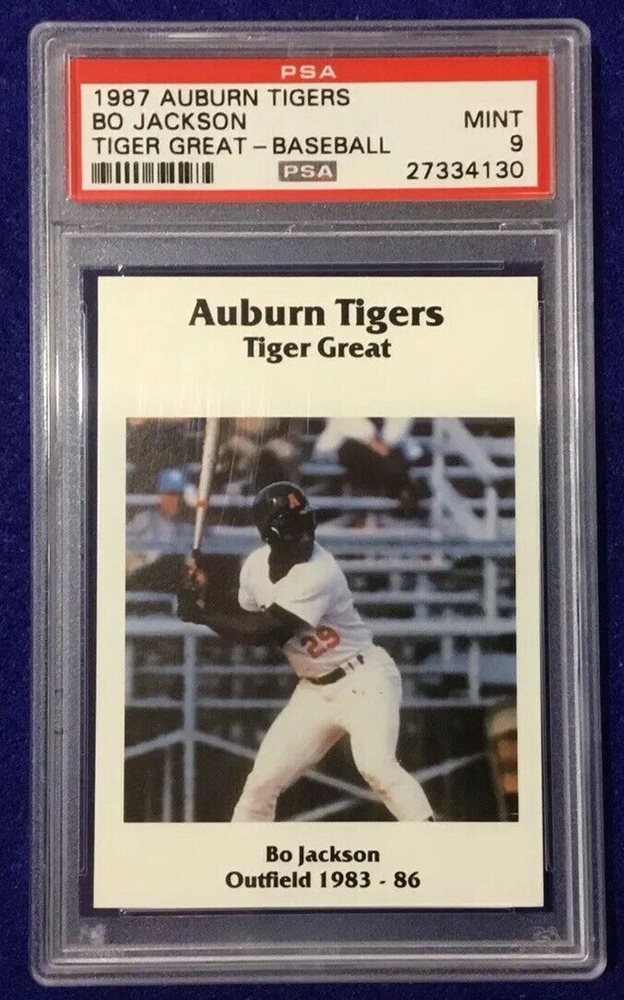 PSA
1987 AUBURN TIGERS
BO JACKSON MINT
TIGER GREAT – BASEBALL 9
PSA 27334130
Auburn Tigers
Tiger Great
A
29
Bo Jackson
Outfield 1983 - 86